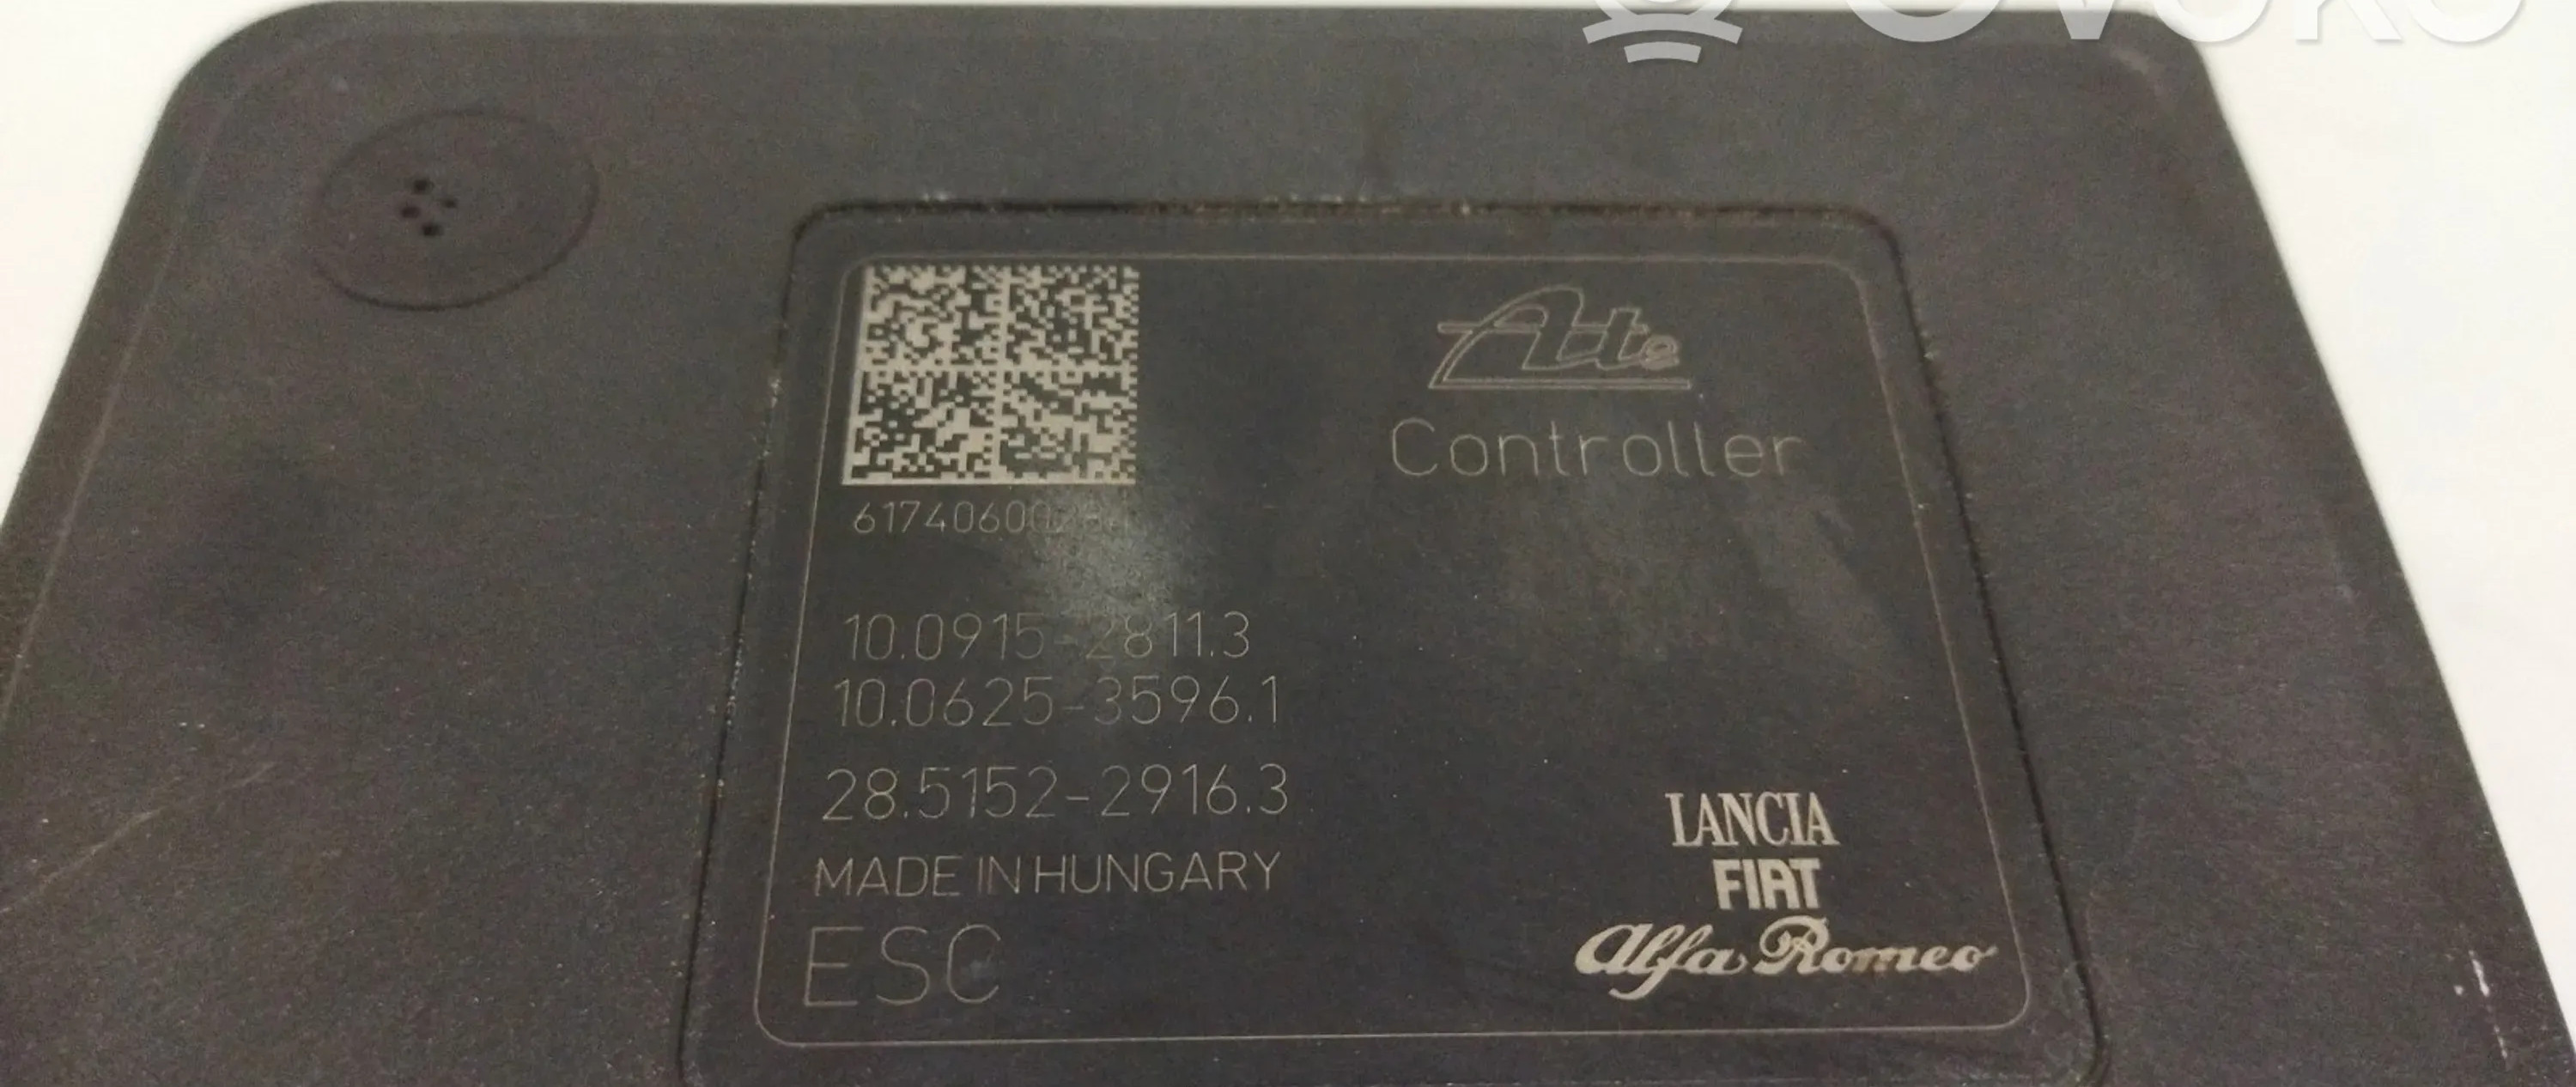 OVOKO
Ate
Controller
10.0915-2811.3
10.0625-3596.1
28.5152-2916.3
MADE IN HUNGARY
ESC
LANCIA
FIAT
Alfa Romeo